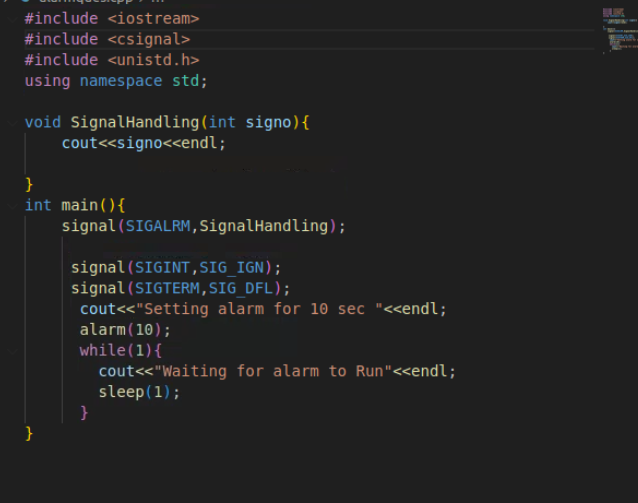 #include <iostream>
#include <csignal>
#include <unistd.h>
using namespace std;

void SignalHandling(int signo){
    cout<<signo<<endl;

}
int main(){
    signal(SIGALRM,SignalHandling);

     signal(SIGINT,SIG_IGN);
     signal(SIGTERM,SIG_DFL);
      cout<<"Setting alarm for 10 sec "<<endl;
      alarm(10);
      while(1){
        cout<<"Waiting for alarm to Run"<<endl;
        sleep(1);
      }
}